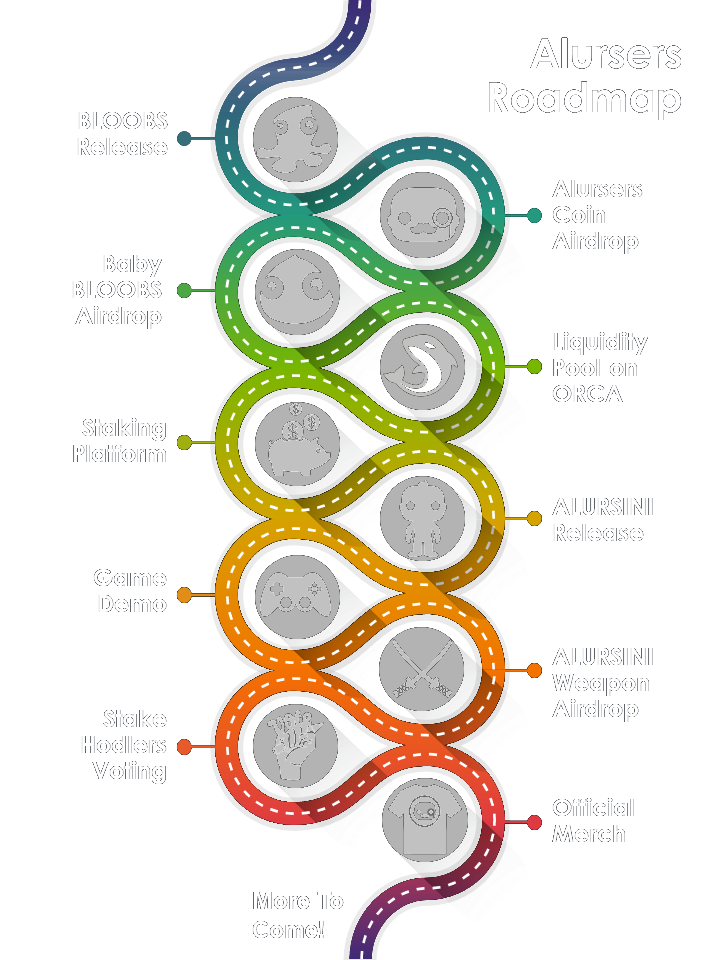 Alursers
Roadmap
BLOOBS
Release
Alursers
Coin
Airdrop
Baby
BLOOBS
Airdrop
Liquidity
Pool on
ORCA
Staking
Platform
ALURSINI
Release
Game
Demo
ALURSINI
Weapon
Airdrop
Stake
Hodlers
Voting
Official
Merch
More To
Come!